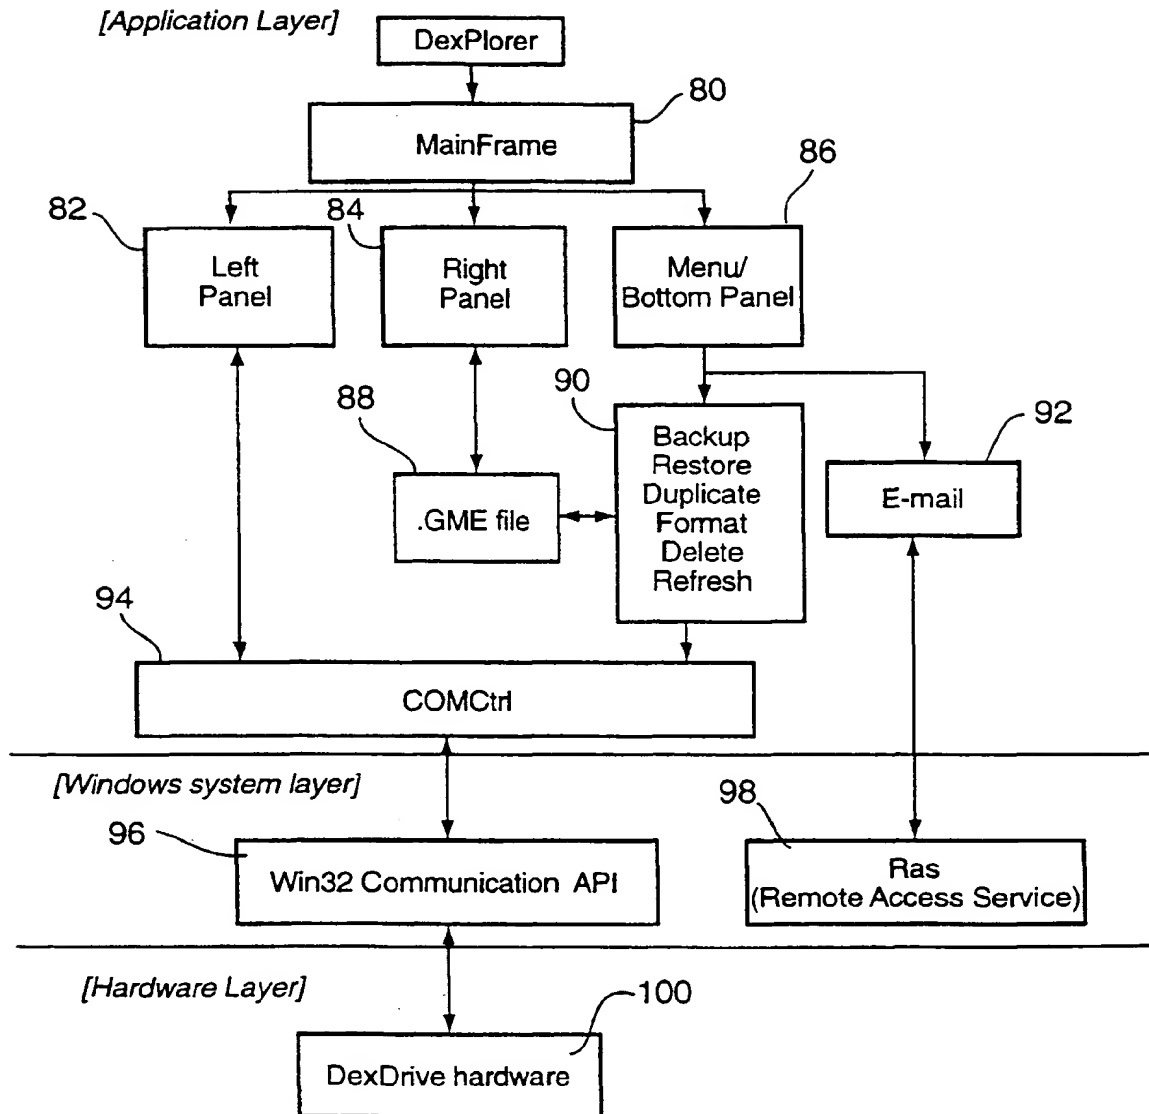 [Application Layer]
DexPlorer
80
MainFrame
86
82
84
Left
Panel
Right
Panel
Menu/
Bottom Panel
90
88
92
Backup
Restore
Duplicate
Format
Delete
Refresh
.GME file
E-mail
94
COMCtrl
[Windows system layer]
98
96
Win32 Communication API
Ras
(Remote Access Service)
[Hardware Layer]
100
DexDrive hardware